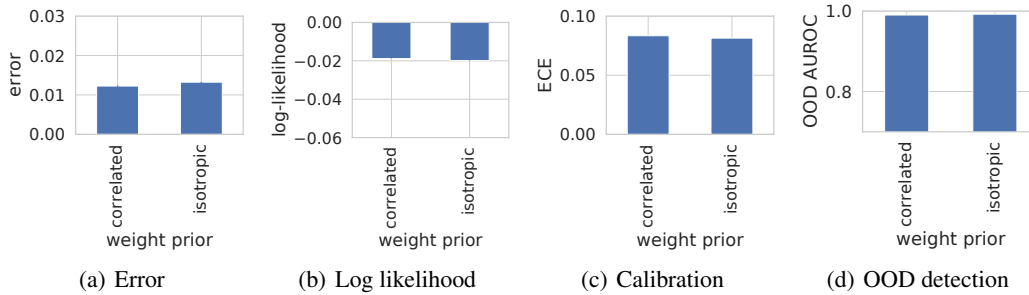 0.03
0.02
0.01
0.00
error
correlated
isotropic
weight prior
(a) Error
−0.00
−0.02
−0.04
−0.06
log-likelihood
correlated
isotropic
weight prior
(b) Log likelihood
0.10
0.05
0.00
ECE
correlated
isotropic
weight prior
(c) Calibration
1.0
0.8
OOD AUROC
correlated
isotropic
weight prior
(d) OOD detection